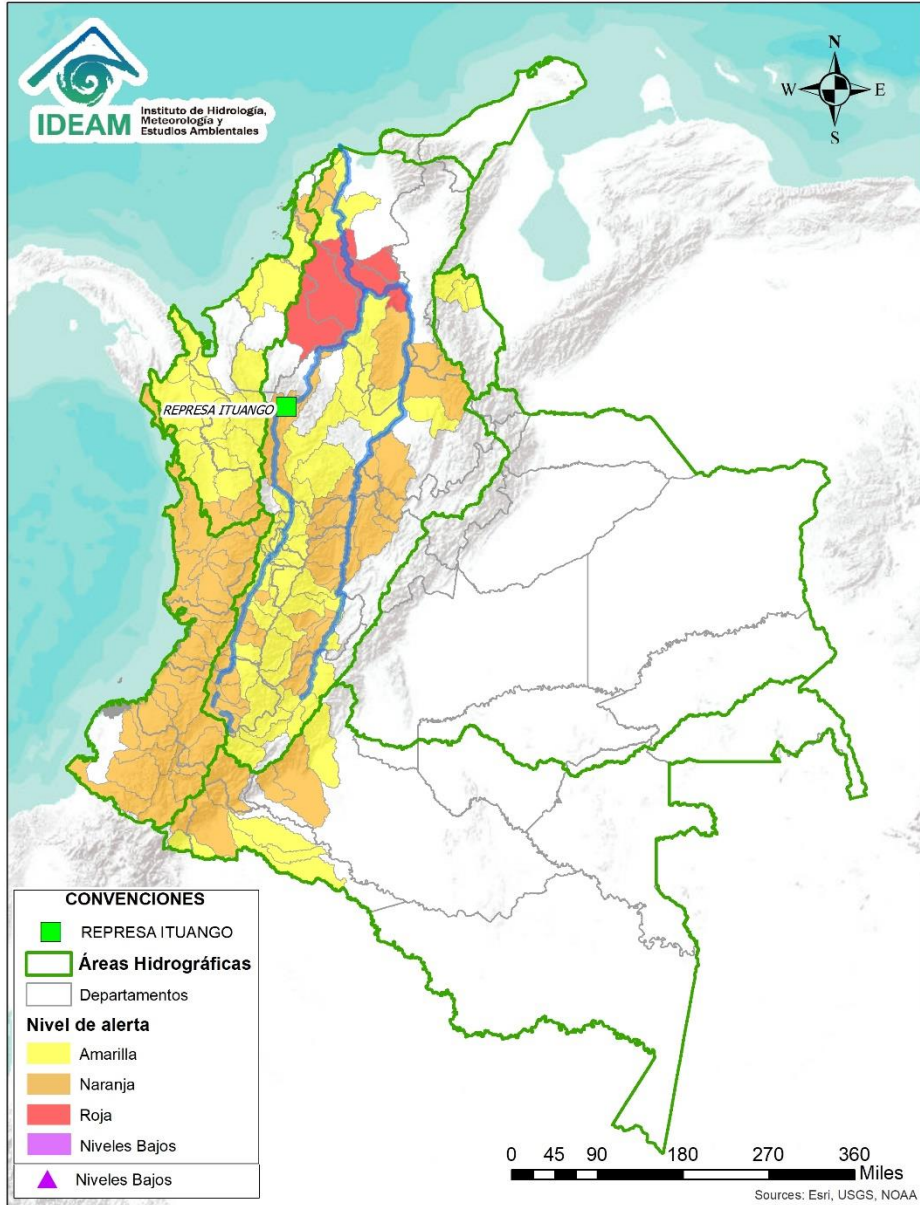 IDEAM
Instituto de Hidrología,
Meteorología y
Estudios Ambientales
N
W
E
S
REPRESA ITUANGO
CONVENCIONES
REPRESA ITUANGO
Áreas Hidrográficas
Departamentos
Nivel de alerta
Amarilla
Naranja
Roja
Niveles Bajos
Niveles Bajos
0 45 90 180 270 360
Miles
Sources: Esri, USGS, NOAA